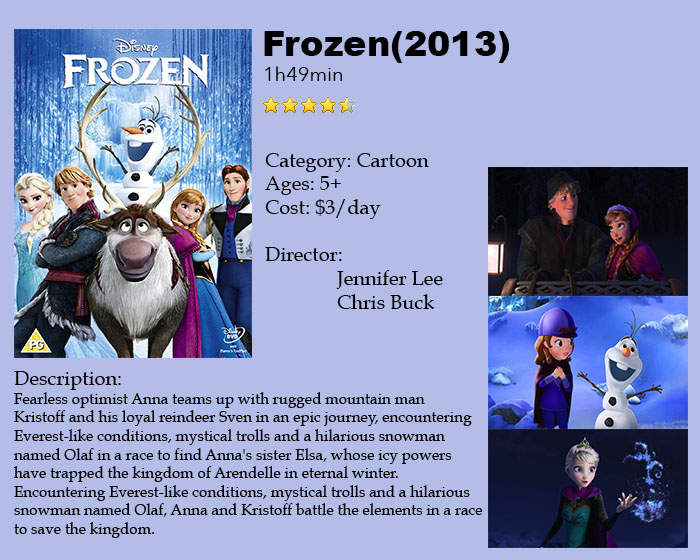 Disney
FROZEN
PG
Disney
DVD
Frozen(2013)
1h49min
Category: Cartoon
Ages: 5+
Cost: $3/day
Director:
Jennifer Lee
Chris Buck
Description:
Fearless optimist Anna teams up with rugged mountain man
Kristoff and his loyal reindeer Sven in an epic journey, encountering
Everest-like conditions, mystical trolls and a hilarious snowman
named Olaf in a race to find Anna's sister Elsa, whose icy powers
have trapped the kingdom of Arendelle in eternal winter.
Encountering Everest-like conditions, mystical trolls and a hilarious
snowman named Olaf, Anna and Kristoff battle the elements in a race
to save the kingdom.